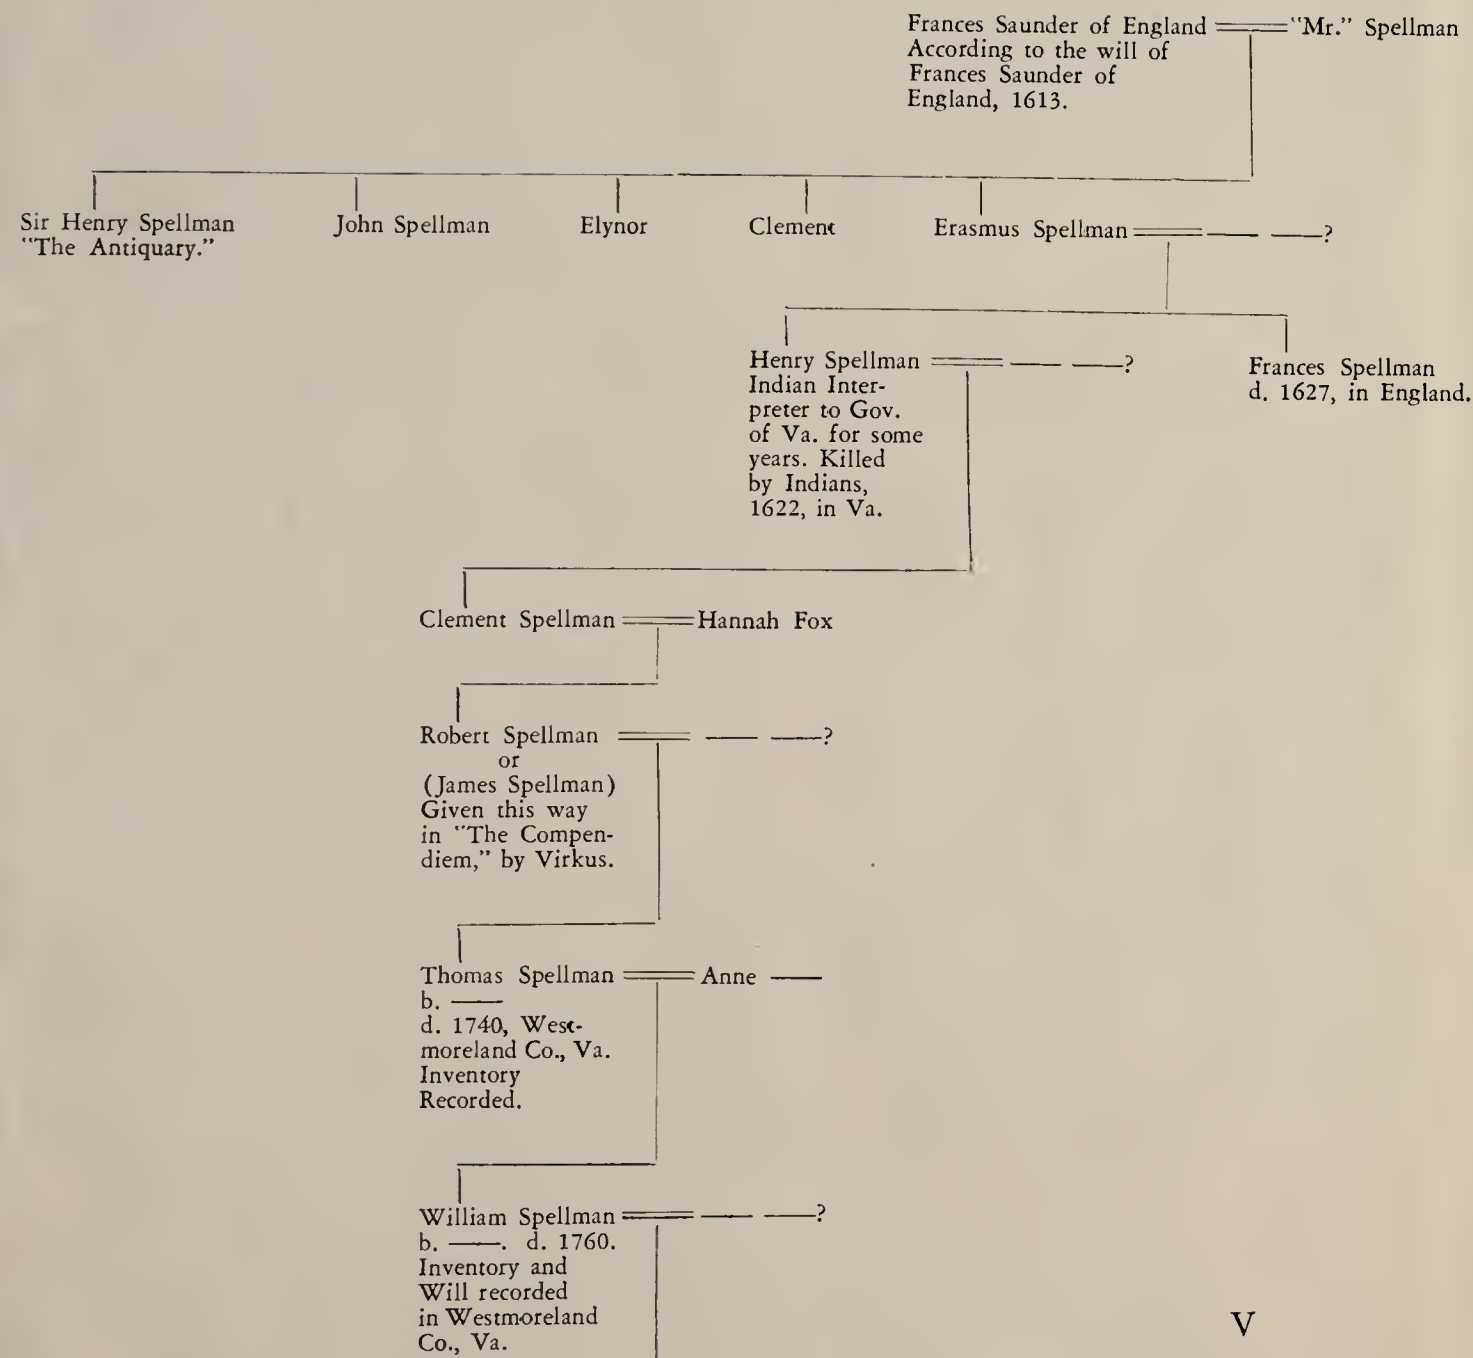 Frances Saunder of England "Mr." Spellman
According to the will of
Frances Saunder of
England, 1613.
Sir Henry Spellman John Spellman Elynor Clement Erasmus Spellman — —?
"The Antiquary."
Henry Spellman — —?
Indian Inter-
preter to Gov.
of Va. for some
years. Killed
by Indians,
1622, in Va.
Frances Spellman
d. 1627, in England.
Clement Spellman Hannah Fox
Robert Spellman — —?
or
(James Spellman)
Given this way
in "The Compen-
diem," by Virkus.
Thomas Spellman Anne —
b. —
d. 1740, West-
moreland Co., Va.
Inventory
Recorded.
William Spellman — —?
b. —. d. 1760.
Inventory and
Will recorded
in Westmoreland
Co., Va.
V